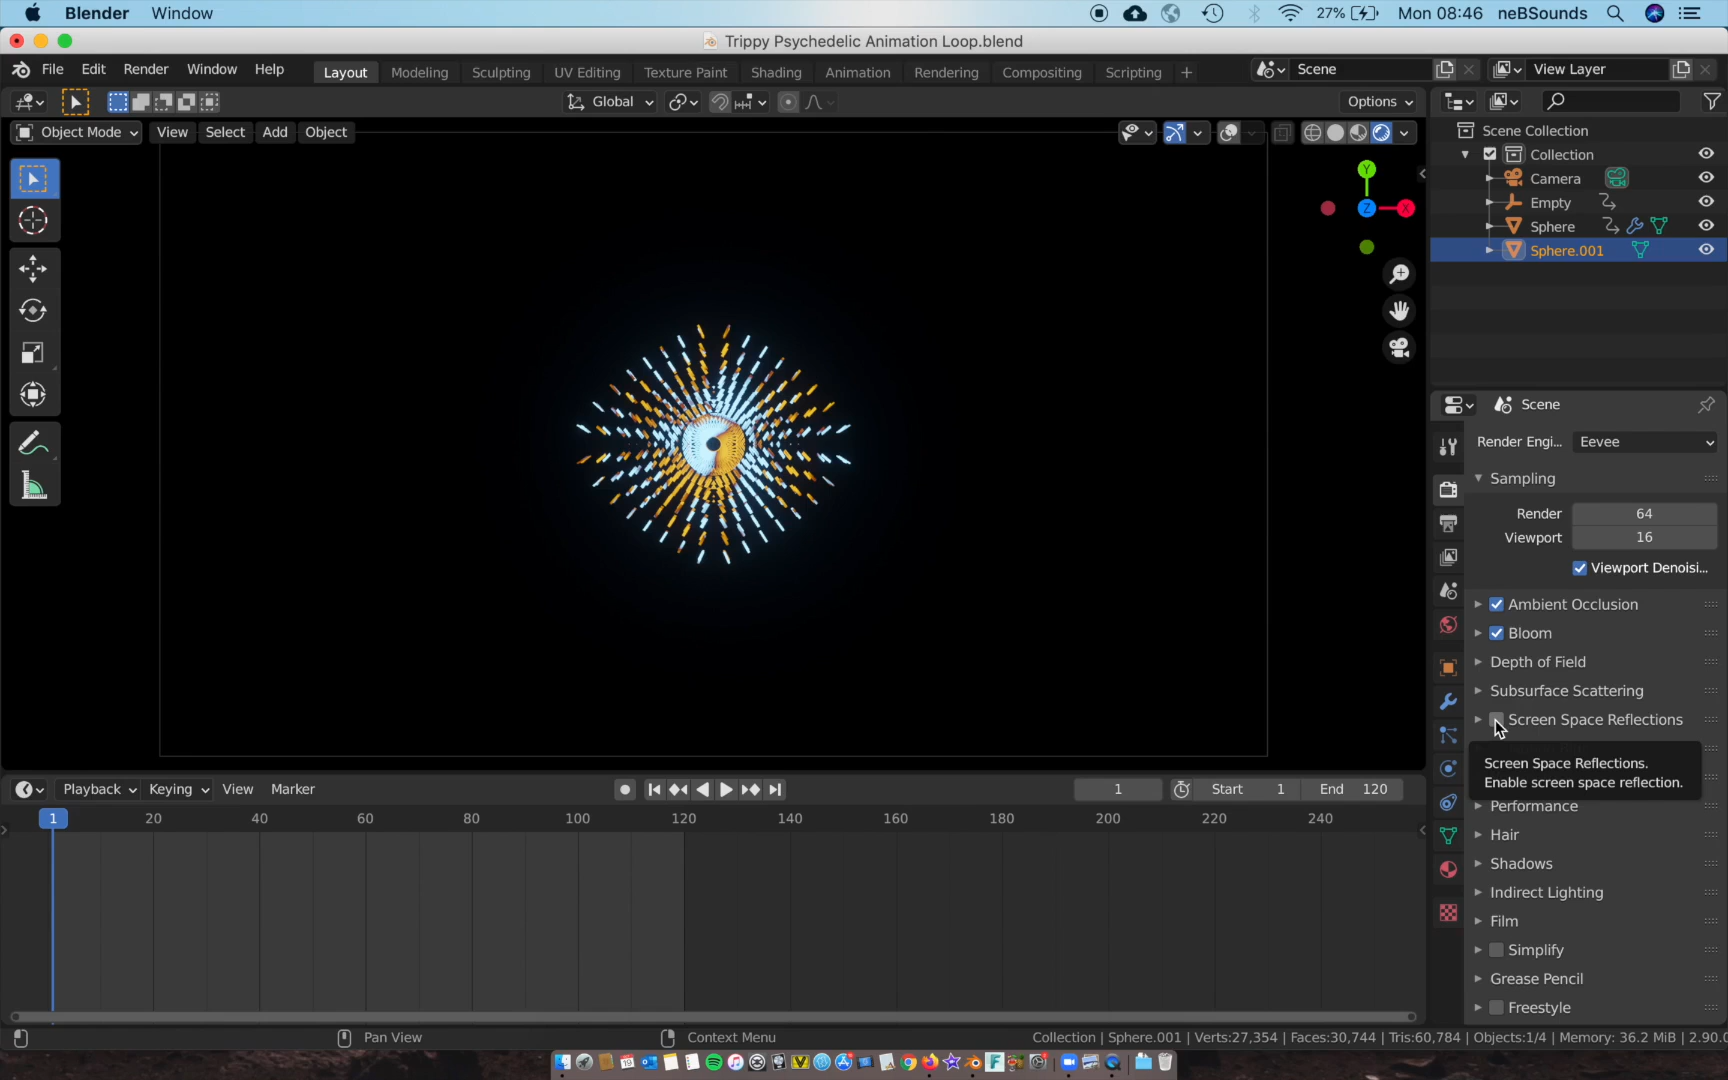 Blender Window 27% Mon 08:46 neBSounds
Trippy Psychedelic Animation Loop.blend
File Edit Render Window Help Layout Modeling Sculpting UV Editing Texture Paint Shading Animation Rendering Compositing Scripting + Scene View Layer
Global Options
Object Mode View Select Add Object
Scene Collection
Collection
Camera
Empty
Sphere
Sphere.001
Y
Z X
Scene
Render Engi... Eevee
Sampling
Render 64
Viewport 16
Viewport Denoisi...
Ambient Occlusion
Bloom
Depth of Field
Subsurface Scattering
Screen Space Reflections
Screen Space Reflections.
Enable screen space reflection.
Performance
Hair
Shadows
Indirect Lighting
Film
Simplify
Grease Pencil
Freestyle
Playback Keying View Marker 1 Start 1 End 120
1 20 40 60 80 100 120 140 160 180 200 220 240
Pan View Context Menu Collection | Sphere.001 | Verts:27,354 | Faces:30,744 | Tris:60,784 | Objects:1/4 | Memory: 36.2 MiB | 2.90.